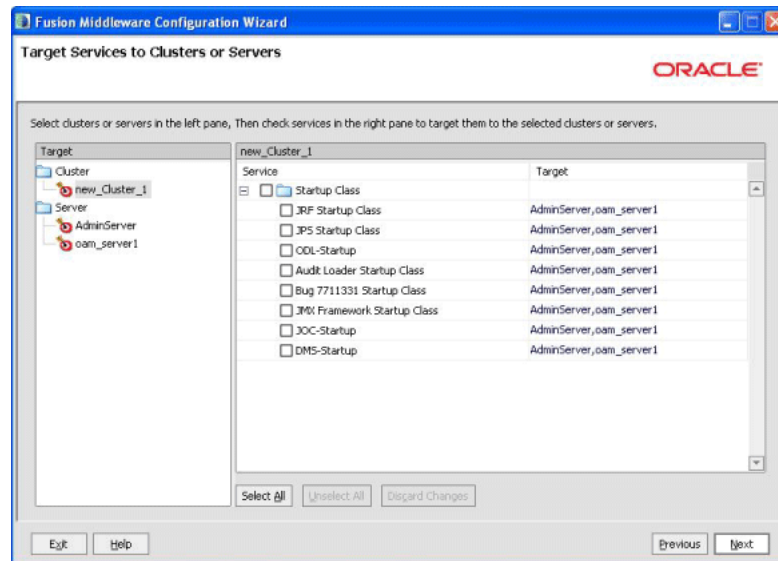 Fusion Middleware Configuration Wizard
Target Services to Clusters or Servers
ORACLE
Select clusters or servers in the left pane, Then check services in the right pane to target them to the selected clusters or servers.
Target
Cluster
new_Cluster_1
Server
AdminServer
oam_server1
new_Cluster_1
Service Target
Startup Class
JRF Startup Class AdminServer,oam_server1
JPS Startup Class AdminServer,oam_server1
ODL-Startup AdminServer,oam_server1
Audit Loader Startup Class AdminServer,oam_server1
Bug 7711331 Startup Class AdminServer,oam_server1
JMX Framework Startup Class AdminServer,oam_server1
JOC-Startup AdminServer,oam_server1
DMS-Startup AdminServer,oam_server1
Select All Unselect All Discard Changes
Exit Help Previous Next